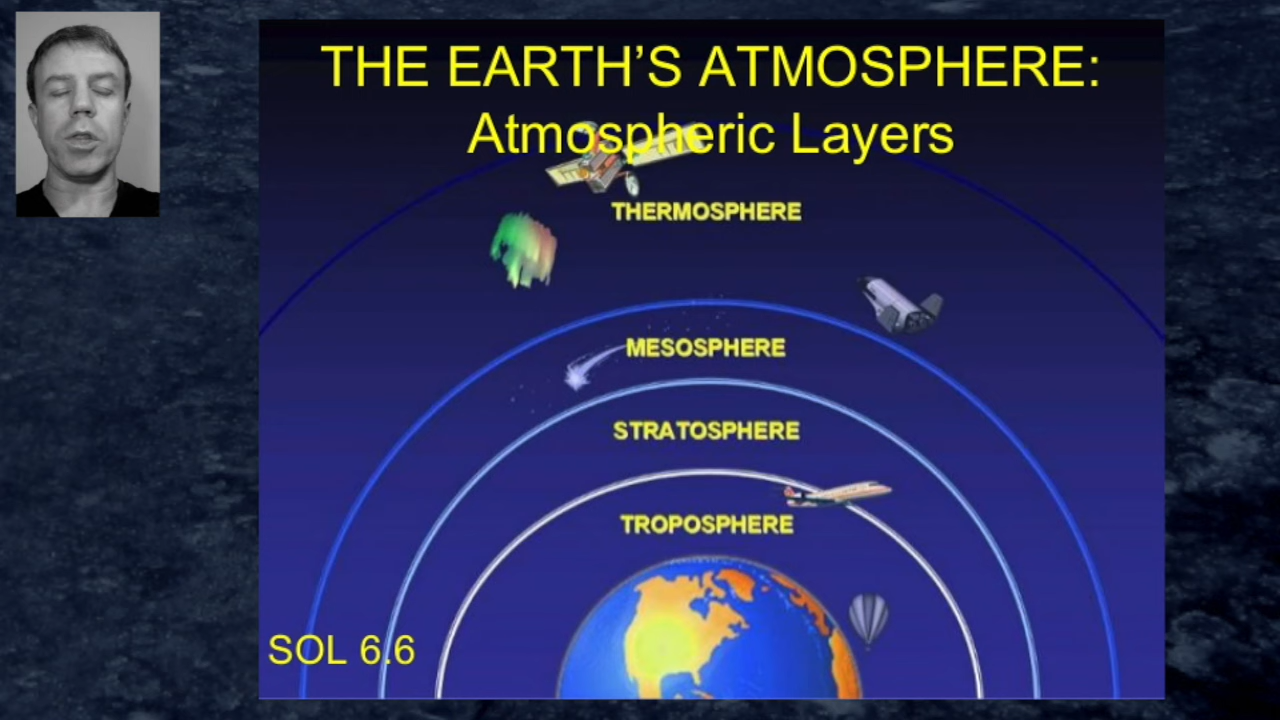 THE EARTH'S ATMOSPHERE:
Atmospheric Layers
THERMOSPHERE
MESOSPHERE
STRATOSPHERE
TROPOSPHERE
SOL 6.6